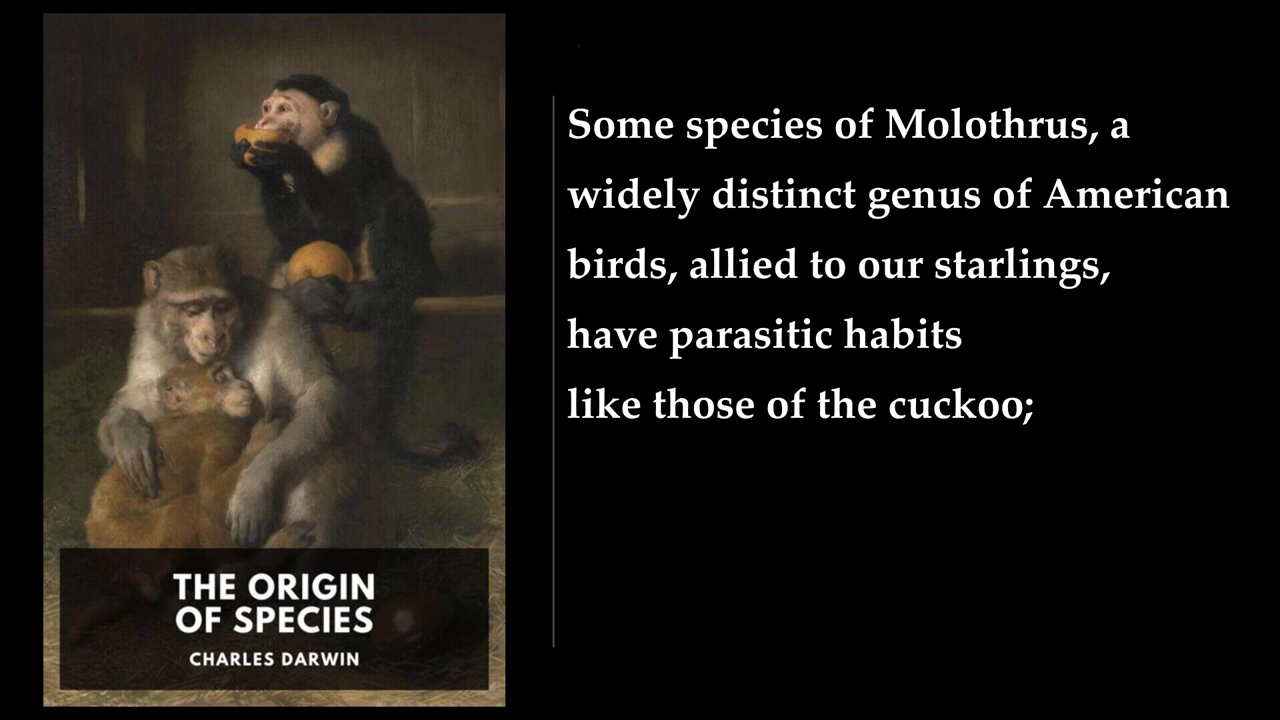 Some species of Molothrus, a
widely distinct genus of American
birds, allied to our starlings,
have parasitic habits
like those of the cuckoo;
THE ORIGIN
OF SPECIES
CHARLES DARWIN